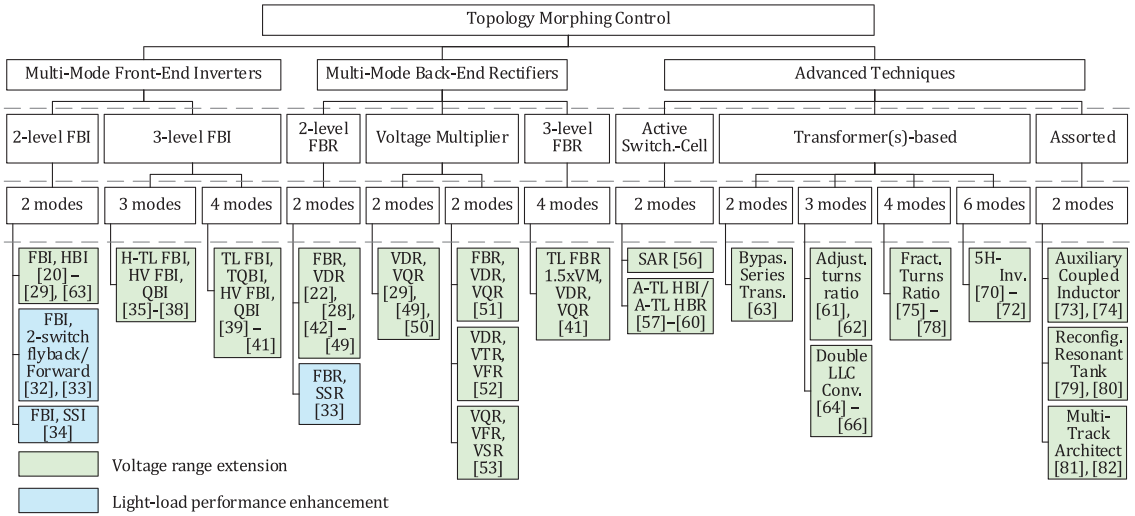 Topology Morphing Control
Multi-Mode Front-End Inverters
Multi-Mode Back-End Rectifiers
Advanced Techniques
2-level FBI
3-level FBI
2-level
FBR
Voltage Multiplier
3-level
FBR
Active
Switch.-Cell
Transformer(s)-based
Assorted
2 modes
3 modes
4 modes
2 modes
2 modes
2 modes
4 modes
2 modes
2 modes
3 modes
4 modes
6 modes
2 modes
FBI, HBI
[20] –
[29], [63]
FBI,
2-switch
flyback/
Forward
[32], [33]
FBI, SSI
[34]
H-TL FBI,
HV FBI,
QBI
[35]-[38]
TL FBI,
TQBI,
HV FBI,
QBI
[39] –
[41]
FBR,
VDR
[22],
[28],
[42] –
[49]
FBR,
SSR
[33]
VDR,
VQR
[29],
[49],
[50]
FBR,
VDR,
VQR
[51]
VDR,
VTR,
VFR
[52]
VQR,
VFR,
VSR
[53]
TL FBR
1.5xVM,
VDR,
VQR
[41]
SAR [56]
A-TL HBI/
A-TL HBR
[57]–[60]
Bypas.
Series
Trans.
[63]
Adjust.
turns
ratio
[61],
[62]
Double
LLC
Conv.
[64] –
[66]
Fract.
Turns
Ratio
[75] –
[78]
5H-
Inv.
[70] –
[72]
Auxiliary
Coupled
Inductor
[73], [74]
Reconfig.
Resonant
Tank
[79], [80]
Multi-
Track
Architect
[81], [82]
Voltage range extension
Light-load performance enhancement